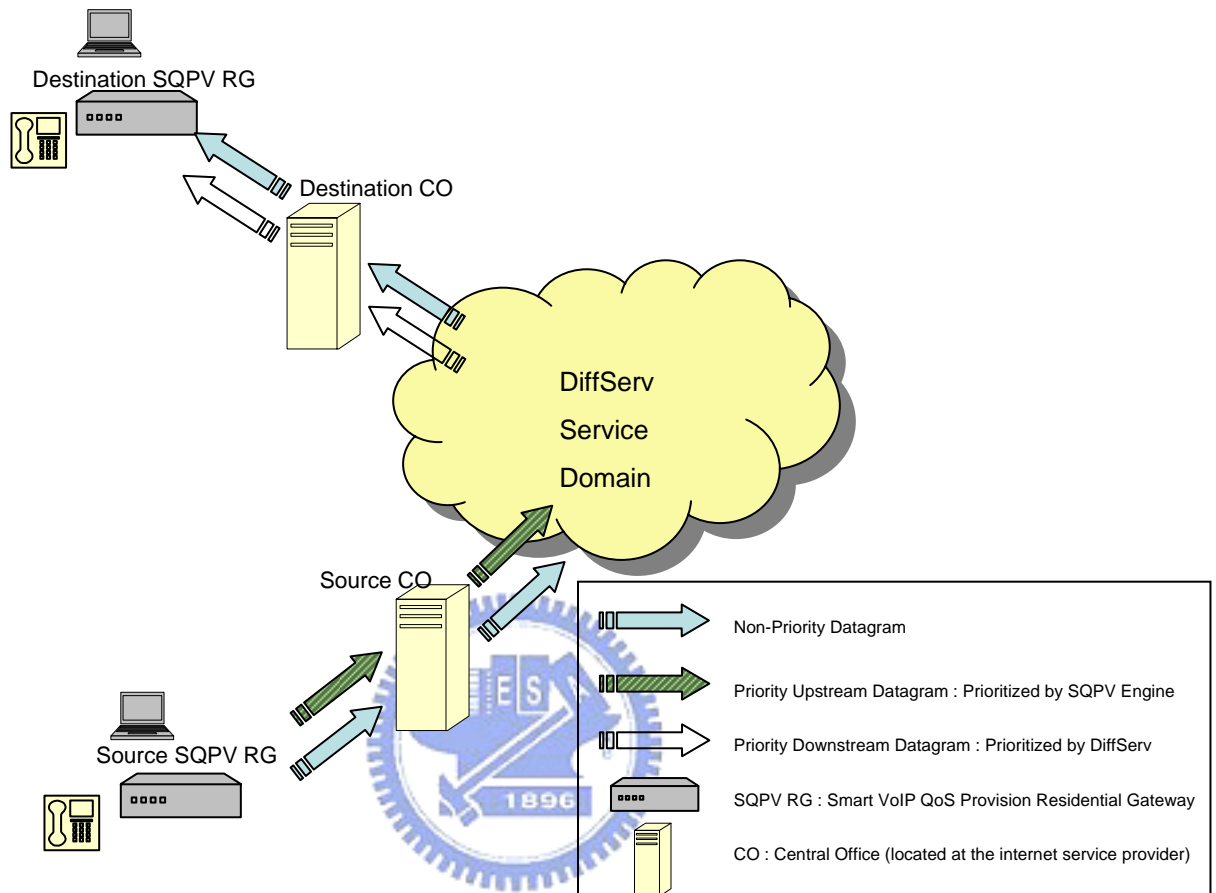 Destination SQPV RG
Destination CO
DiffServ
Service
Domain
Source CO
Source SQPV RG
E S
1896
Non-Priority Datagram
Priority Upstream Datagram : Prioritized by SQPV Engine
Priority Downstream Datagram : Prioritized by DiffServ
SQPV RG : Smart VoIP QoS Provision Residential Gateway
CO : Central Office (located at the internet service provider)